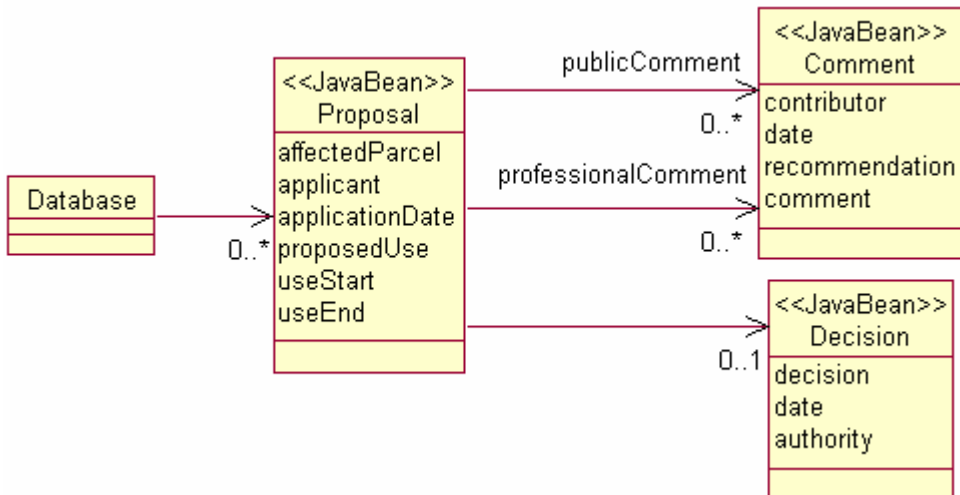 Database
0..*
<<JavaBean>>
Proposal
affectedParcel
applicant
applicationDate
proposedUse
useStart
useEnd
publicComment
0..*
professionalComment
0..*
0..1
<<JavaBean>>
Comment
contributor
date
recommendation
comment
<<JavaBean>>
Decision
decision
date
authority